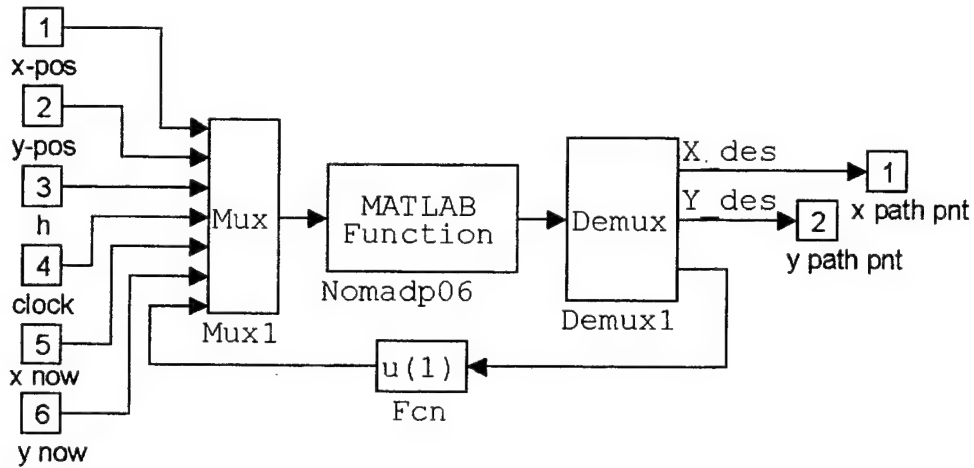 1
x-pos
2
y-pos
3
h
4
clock
5
x now
6
y now
Mux
Mux1
MATLAB
Function
Nomadp06
Demux
Demux1
X_des
Y_des
1
x path pnt
2
y path pnt
u(1)
Fcn